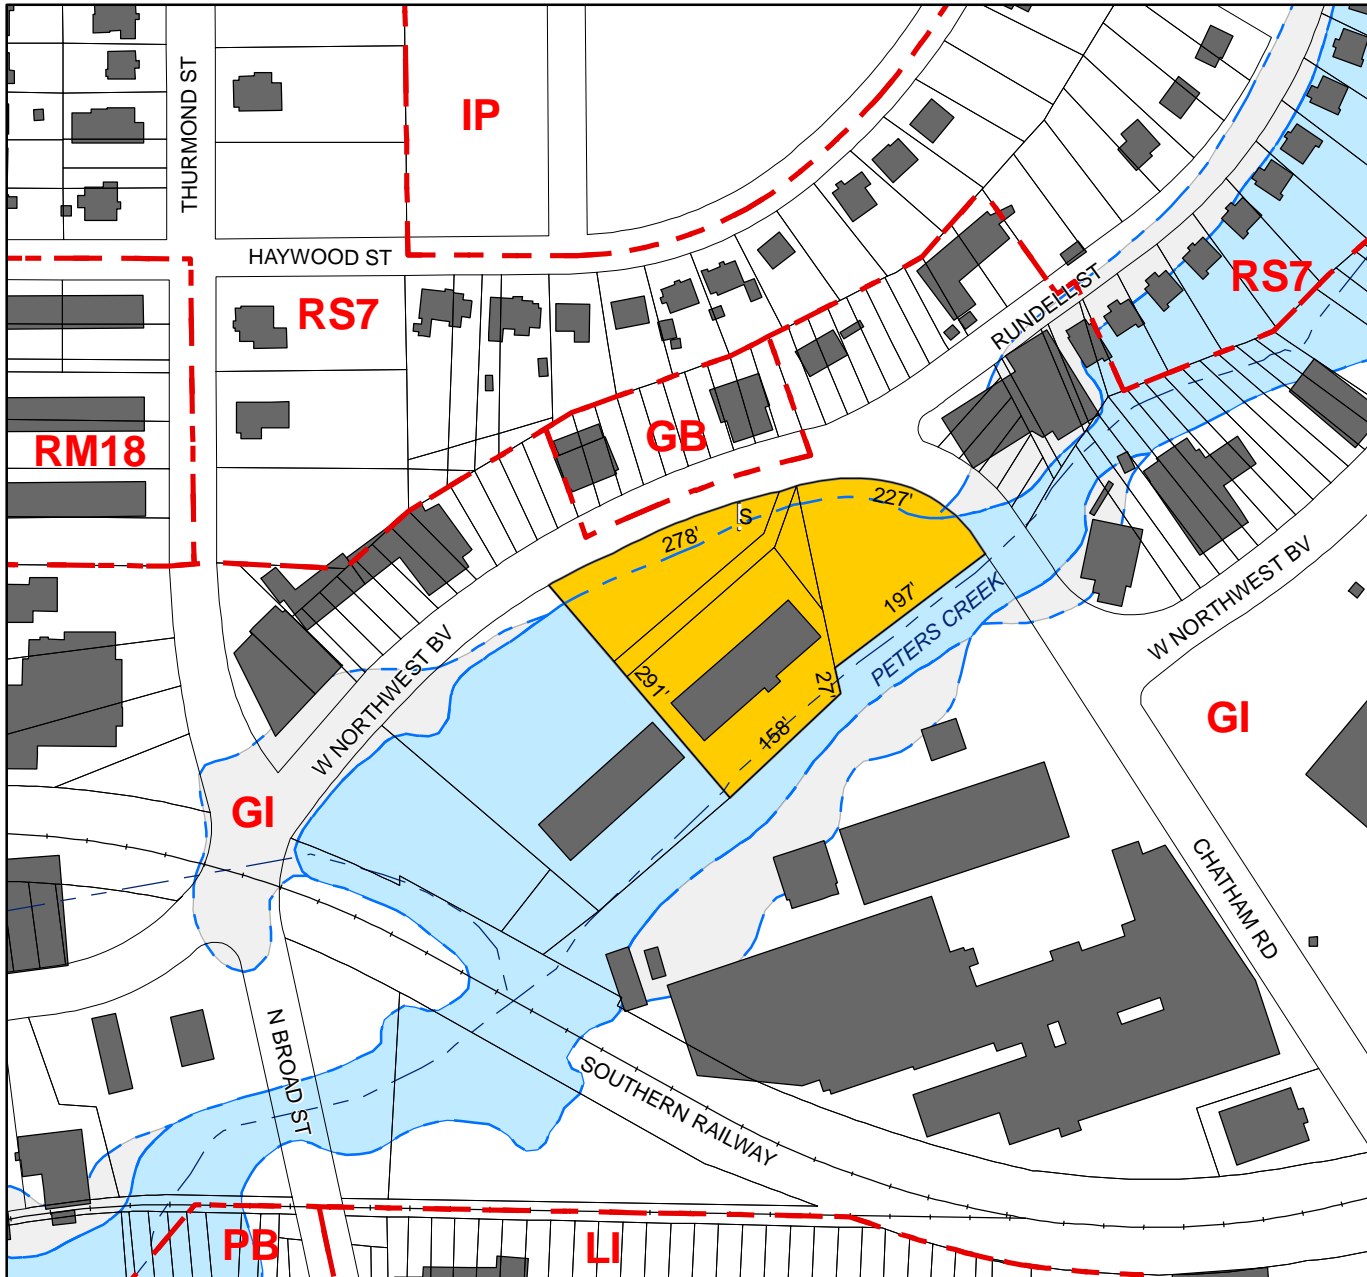 THURMOND ST
IP
HAYWOOD ST
RS7
RS7
RUNDELL ST
RM18
GB
S
227'
278'
197'
PETERS CREEK
291'
27'
158'
W NORTHWEST BV
W NORTHWEST BV
GI
GI
CHATHAM RD
N BROAD ST
SOUTHERN RAILWAY
PB
LI